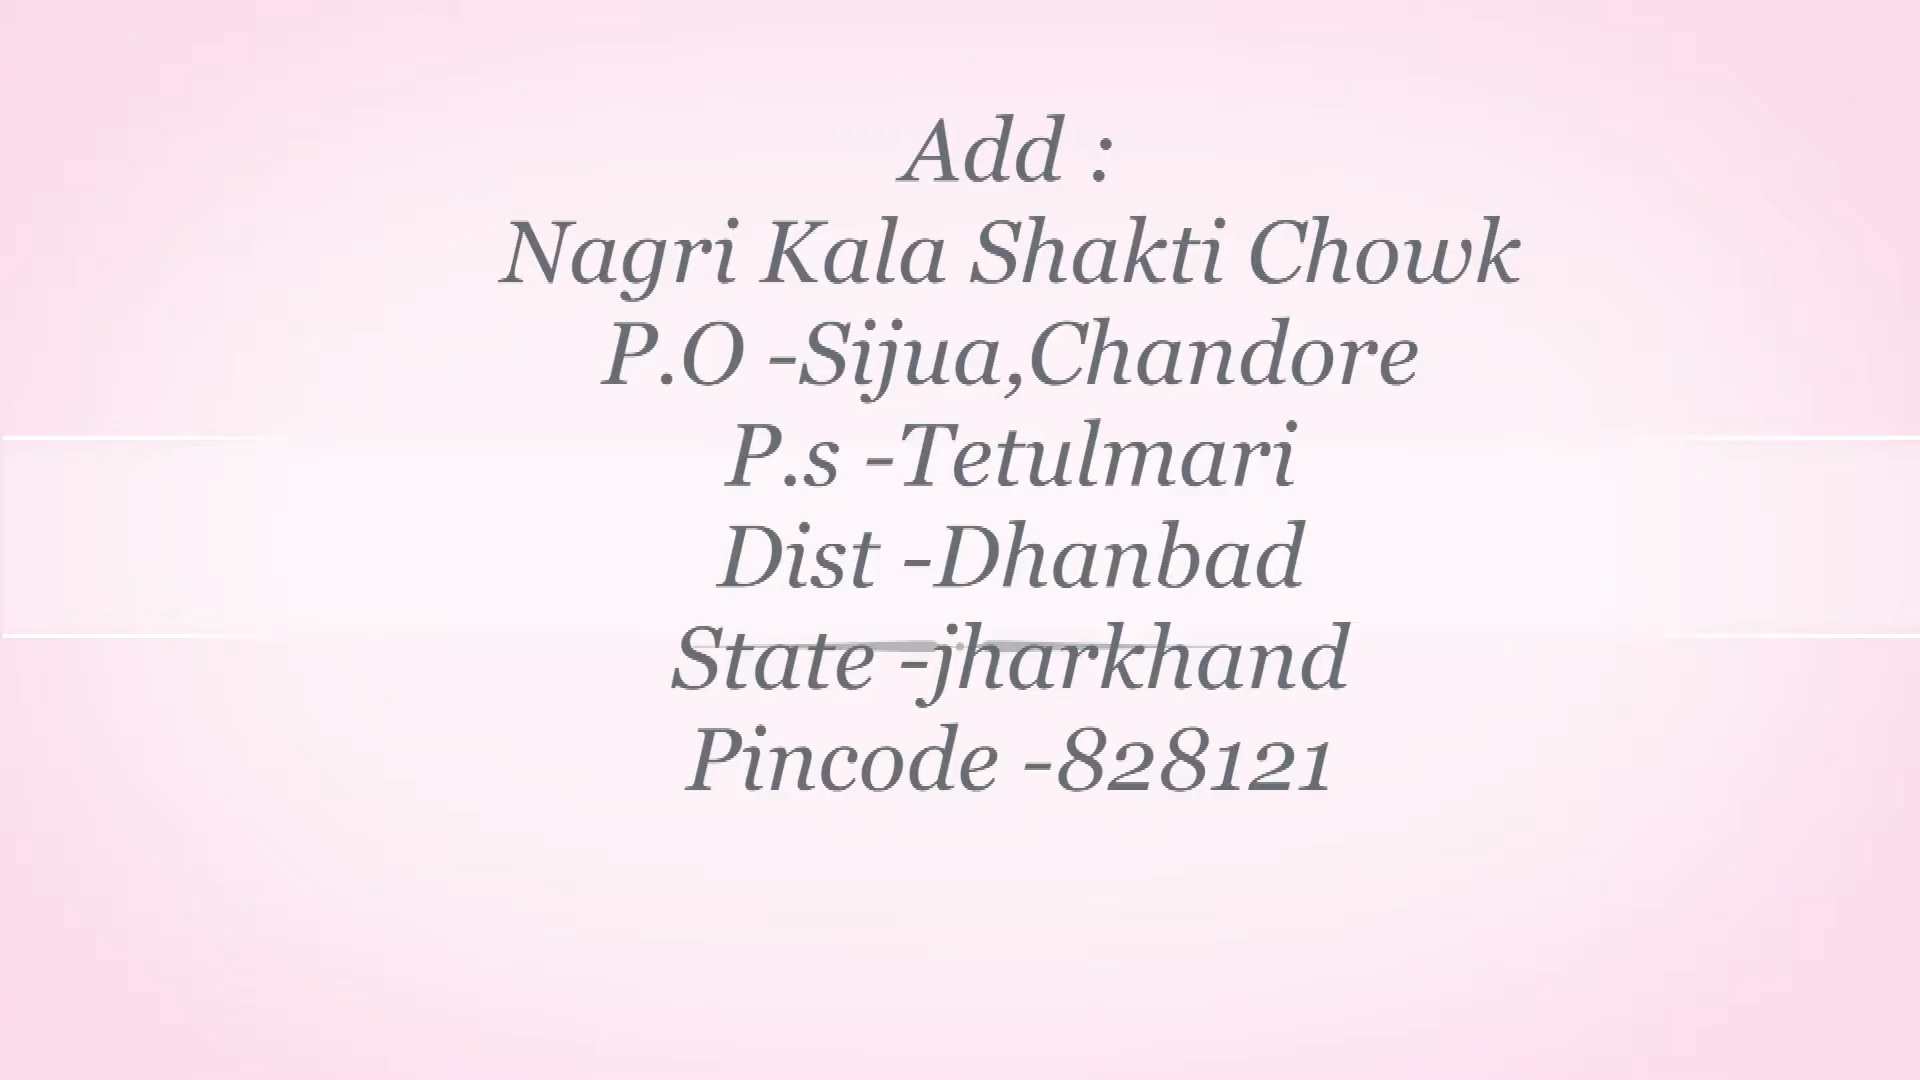 Add :
Nagri Kala Shakti Chowk
P.O -Sijua,Chandore
P.s -Tetulmari
Dist -Dhanbad
State -jharkhand
Pincode -828121